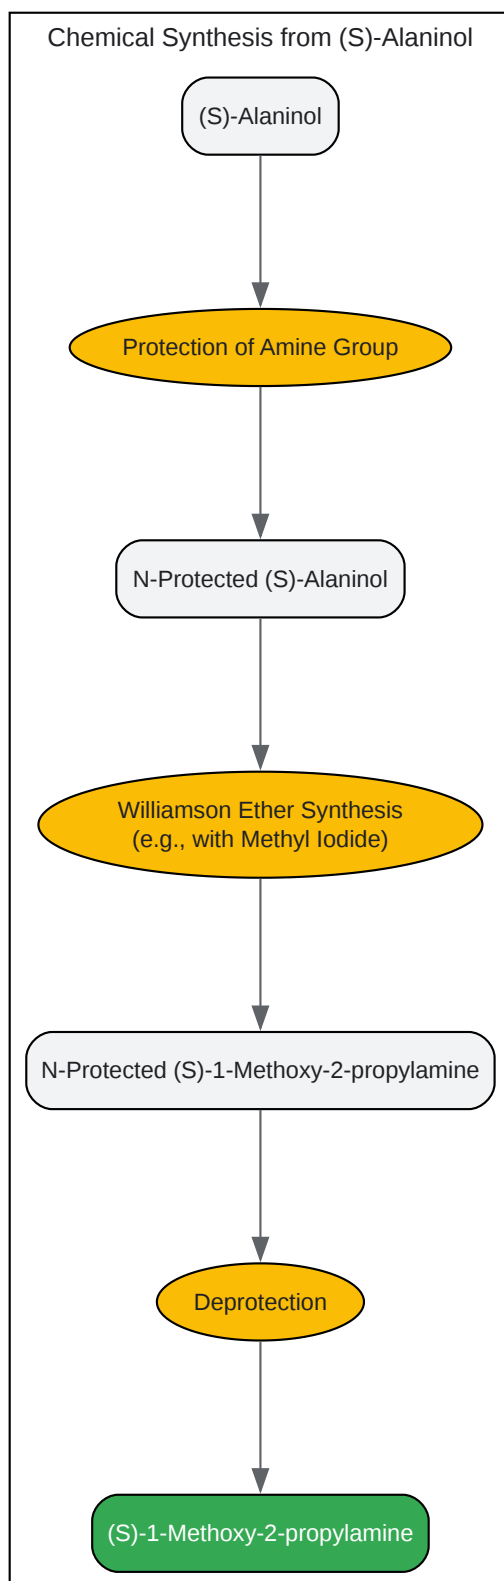 Chemical Synthesis from (S)-Alaninol
(S)-Alaninol
Protection of Amine Group
N-Protected (S)-Alaninol
Williamson Ether Synthesis
(e.g., with Methyl Iodide)
N-Protected (S)-1-Methoxy-2-propylamine
Deprotection
(S)-1-Methoxy-2-propylamine